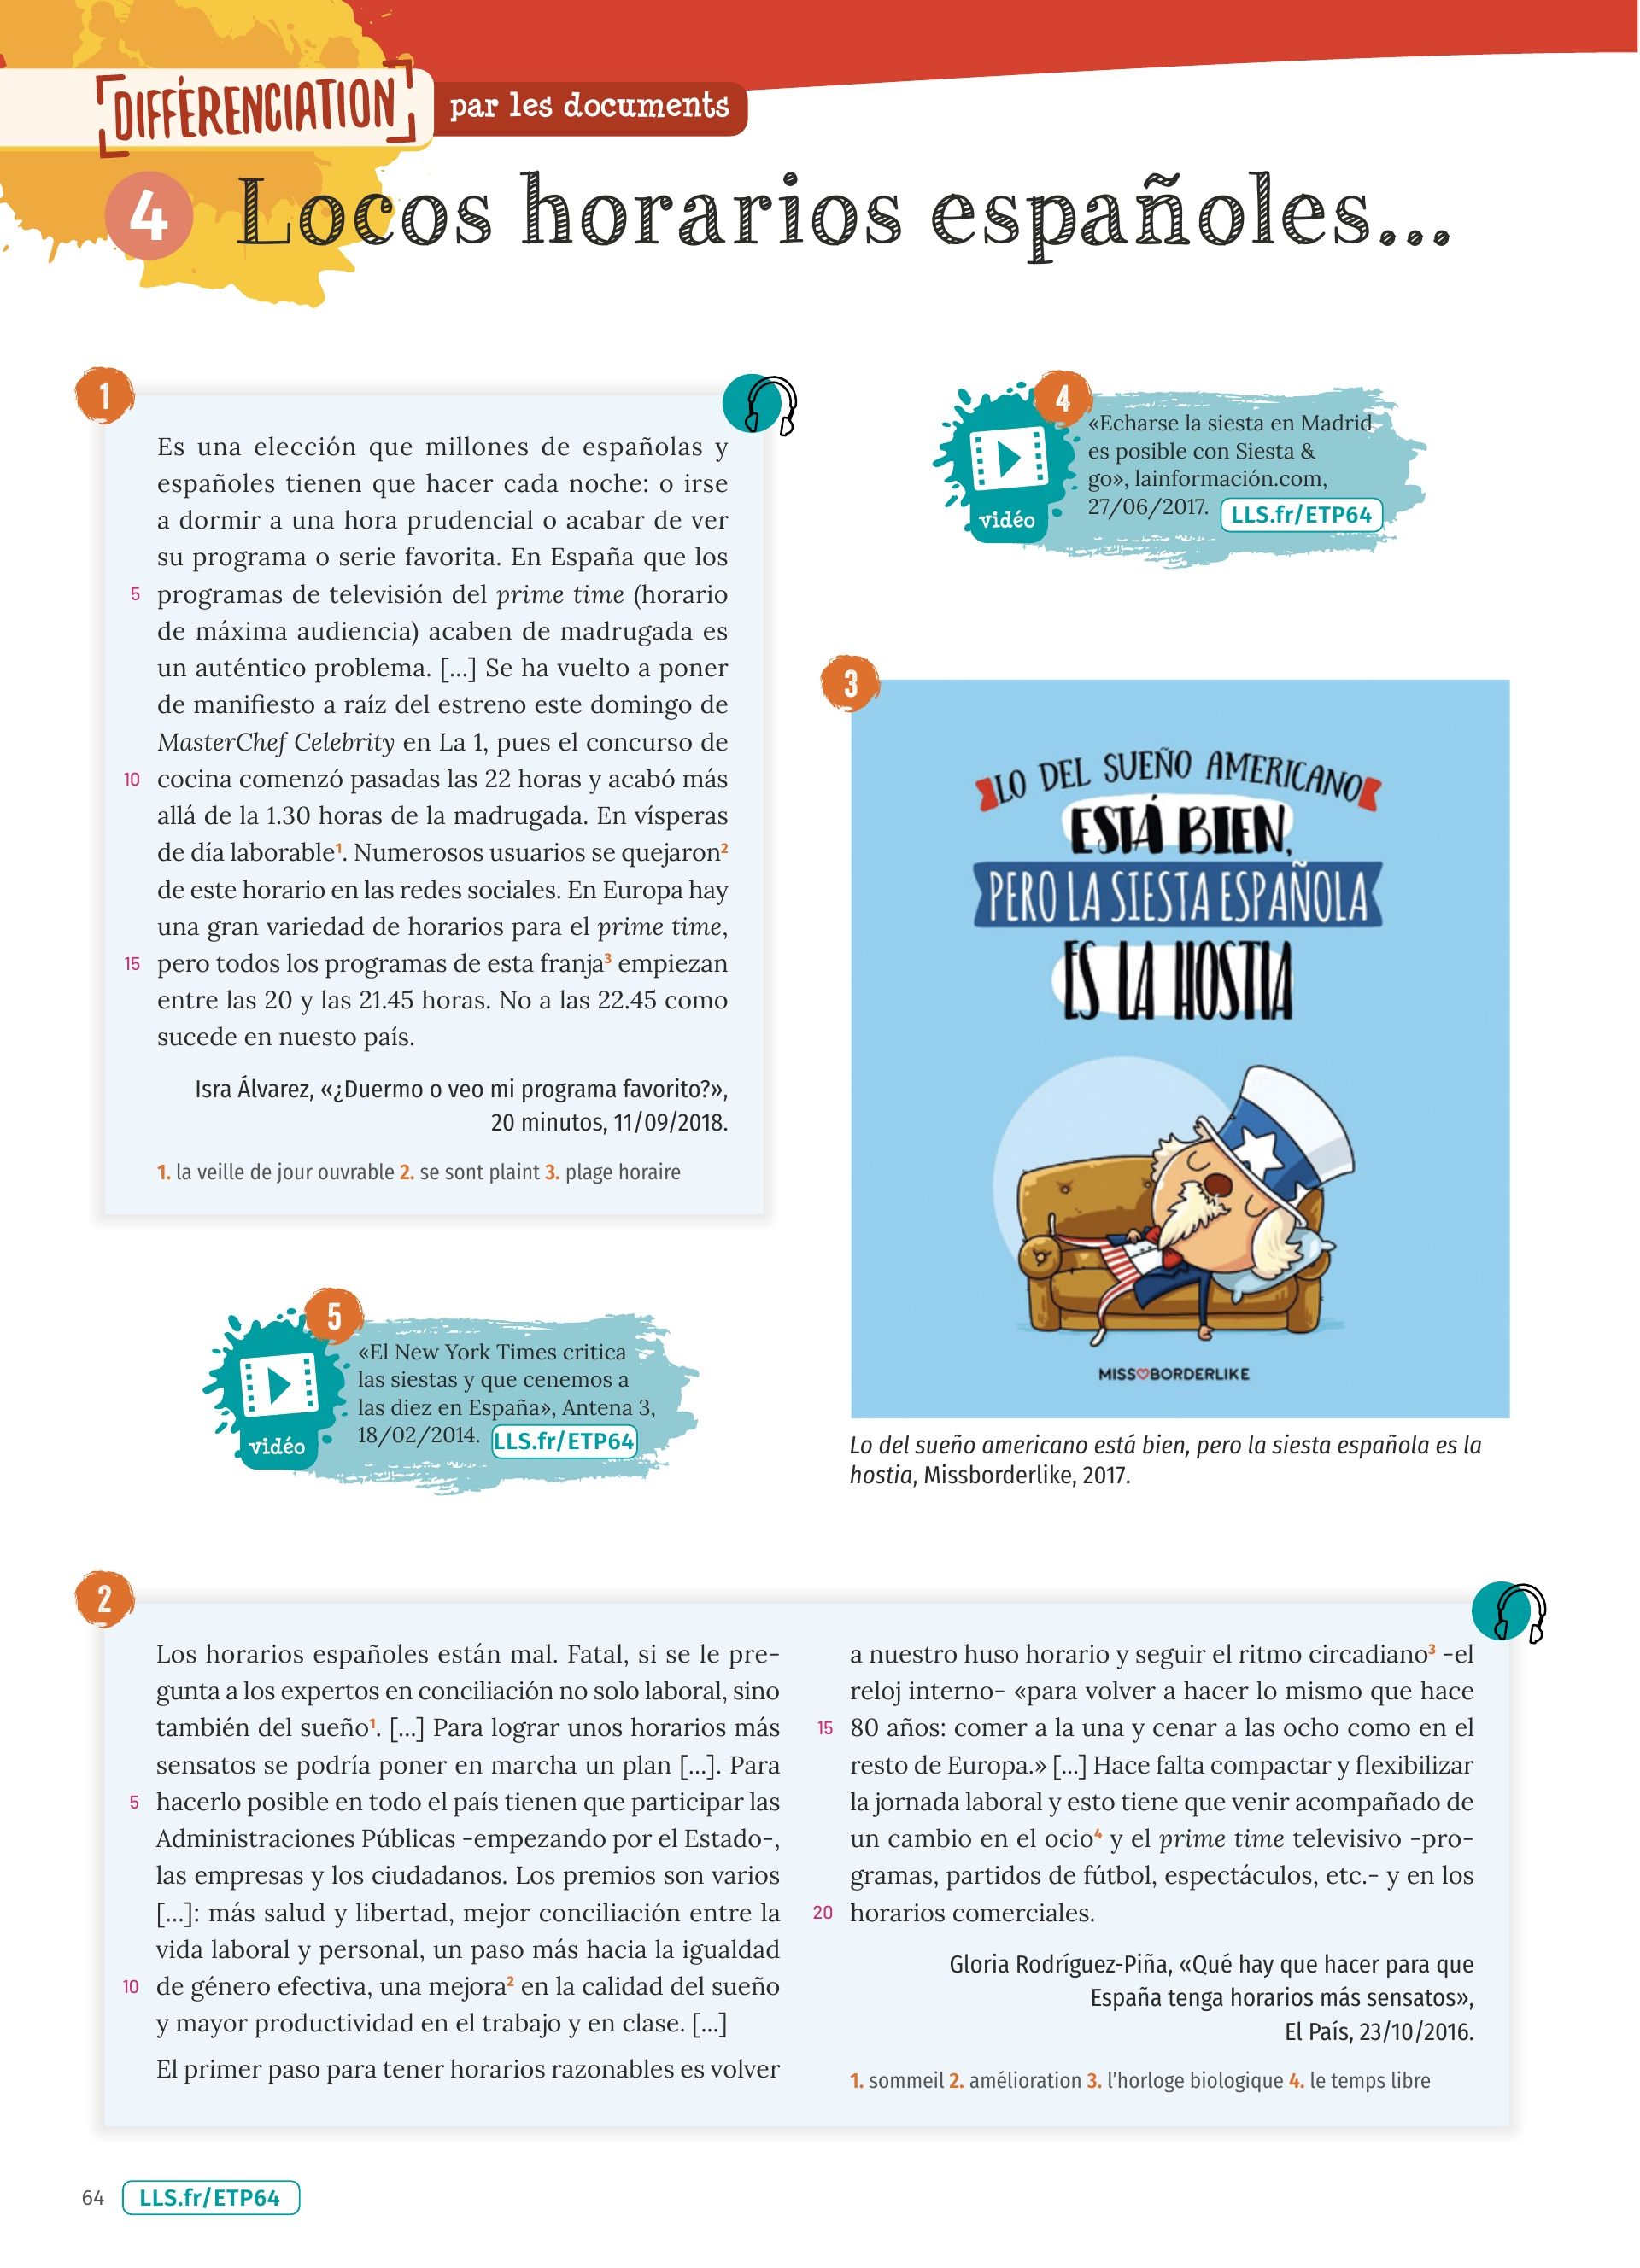 DIFFÉRENCIATION par les documents
4 Locos horarios españoles...
1
Es una elección que millones de españolas y
españoles tienen que hacer cada noche: o irse
a dormir a una hora prudencial o acabar de ver
su programa o serie favorita. En España que los
5 programas de televisión del prime time (horario
de máxima audiencia) acaben de madrugada es
un auténtico problema. [...] Se ha vuelto a poner
de manifiesto a raíz del estreno este domingo de
MasterChef Celebrity en La 1, pues el concurso de
10 cocina comenzó pasadas las 22 horas y acabó más
allá de la 1.30 horas de la madrugada. En vísperas
de día laborable¹. Numerosos usuarios se quejaron²
de este horario en las redes sociales. En Europa hay
una gran variedad de horarios para el prime time,
15 pero todos los programas de esta franja³ empiezan
entre las 20 y las 21.45 horas. No a las 22.45 como
sucede en nuesto país.
Isra Álvarez, «¿Duermo o veo mi programa favorito?»,
20 minutos, 11/09/2018.
1. la veille de jour ouvrable 2. se sont plaint 3. plage horaire
4
«Echarse la siesta en Madrid
es posible con Siesta &
go», lainformación.com,
27/06/2017. LLS.fr/ETP64
vidéo
3
LO DEL SUEÑO AMERICANO
ESTÁ BIEN,
PERO LA SIESTA ESPAÑOLA
ES LA HOSTIA
MISS♡BORDERLIKE
Lo del sueño americano está bien, pero la siesta española es la
hostia, Missborderlike, 2017.
5
«El New York Times critica
las siestas y que cenemos a
las diez en España», Antena 3,
18/02/2014. LLS.fr/ETP64
vidéo
2
Los horarios españoles están mal. Fatal, si se le pre-
gunta a los expertos en conciliación no solo laboral, sino
también del sueño¹. [...] Para lograr unos horarios más
sensatos se podría poner en marcha un plan [...]. Para
5 hacerlo posible en todo el país tienen que participar las
Administraciones Públicas -empezando por el Estado-,
las empresas y los ciudadanos. Los premios son varios
[...]: más salud y libertad, mejor conciliación entre la
vida laboral y personal, un paso más hacia la igualdad
10 de género efectiva, una mejora² en la calidad del sueño
y mayor productividad en el trabajo y en clase. [...]
El primer paso para tener horarios razonables es volver
a nuestro huso horario y seguir el ritmo circadiano³ -el
reloj interno- «para volver a hacer lo mismo que hace
15 80 años: comer a la una y cenar a las ocho como en el
resto de Europa.» [...] Hace falta compactar y flexibilizar
la jornada laboral y esto tiene que venir acompañado de
un cambio en el ocio⁴ y el prime time televisivo -pro-
gramas, partidos de fútbol, espectáculos, etc.- y en los
20 horarios comerciales.
Gloria Rodríguez-Piña, «Qué hay que hacer para que
España tenga horarios más sensatos»,
El País, 23/10/2016.
1. sommeil 2. amélioration 3. l'horloge biologique 4. le temps libre
64 LLS.fr/ETP64